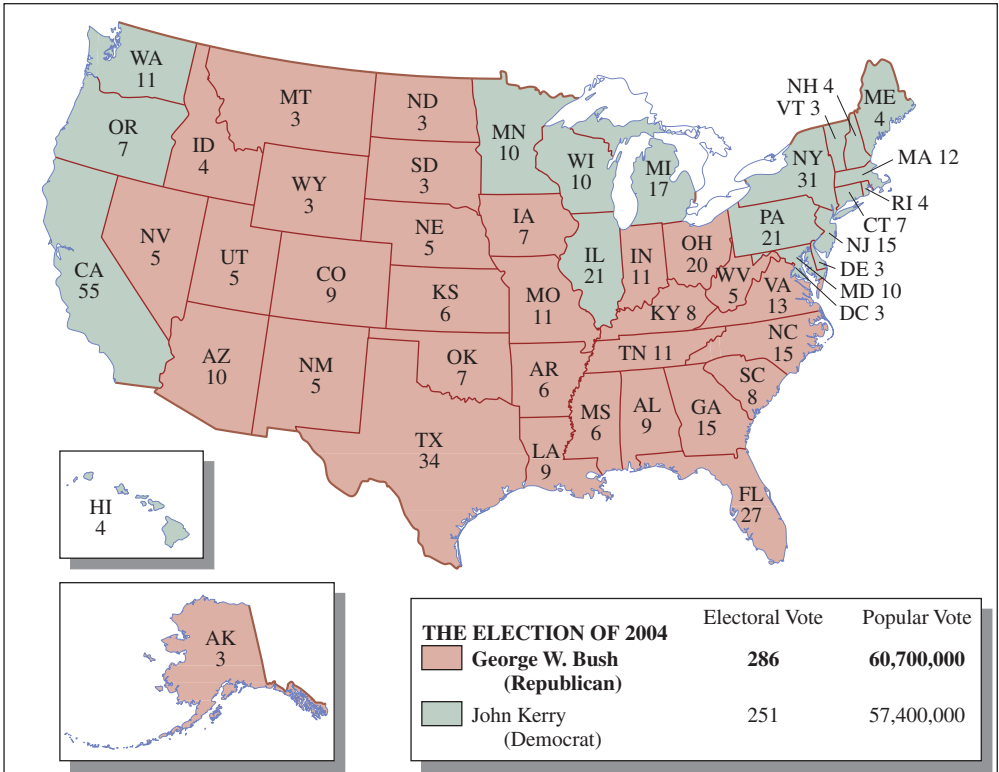 WA
11
OR
7
CA
55
ID
4
NV
5
MT
3
WY
3
UT
5
AZ
10
CO
9
NM
5
ND
3
SD
3
NE
5
KS
6
OK
7
TX
34
MN
10
IA
7
MO
11
AR
6
LA
9
WI
10
IL
21
MI
17
IN
11
OH
20
KY 8
TN 11
MS
6
AL
9
GA
15
FL
27
SC
8
NC
15
VA
13
WV
5
PA
21
NY
31
NH 4
VT 3
ME
4
MA 12
RI 4
CT 7
NJ 15
DE 3
MD 10
DC 3
HI
4
AK
3
Electoral Vote Popular Vote
THE ELECTION OF 2004
George W. Bush 286 60,700,000
(Republican)
John Kerry 251 57,400,000
(Democrat)